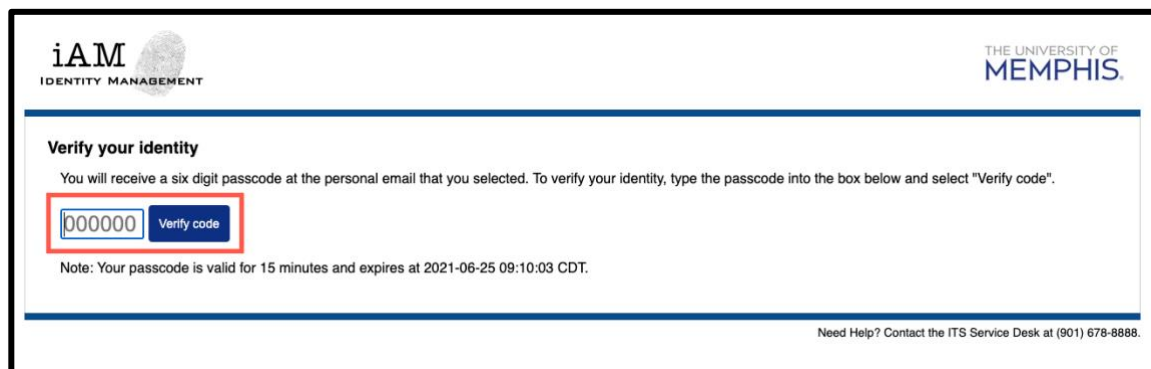 iAM
IDENTITY MANAGEMENT
THE UNIVERSITY OF
MEMPHIS.
Verify your identity
You will receive a six digit passcode at the personal email that you selected. To verify your identity, type the passcode into the box below and select "Verify code".
000000 Verify code
Note: Your passcode is valid for 15 minutes and expires at 2021-06-25 09:10:03 CDT.
Need Help? Contact the ITS Service Desk at (901) 678-8888.